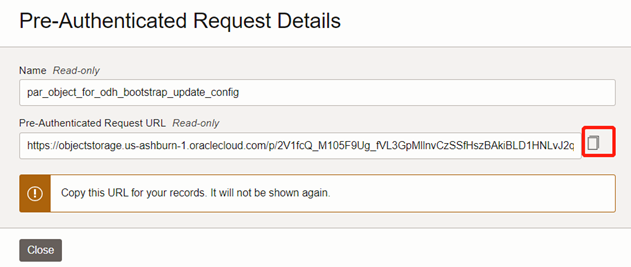 Pre-Authenticated Request Details
Name Read-only
par_object_for_odh_bootstrap_update_config
Pre-Authenticated Request URL Read-only
https://objectstorage.us-ashburn-1.oraclecloud.com/p/2V1fcQ_M105F9Ug_fVL3GpMIlnvCzSSfHszBAkiBLD1HNLvJ2q
Copy this URL for your records. It will not be shown again.
Close